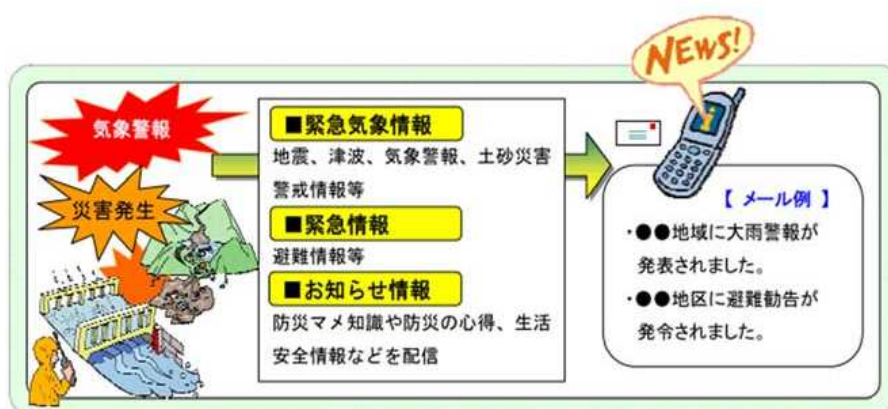 NEWS!
気象警報
災害発生
■緊急気象情報
地震、津波、気象警報、土砂災害
警戒情報等
■緊急情報
避難情報等
■お知らせ情報
防災マメ知識や防災の心得、生活
安全情報などを配信
【 メール例 】
・●●地域に大雨警報が
発表されました。
・●●地区に避難勧告が
発令されました。